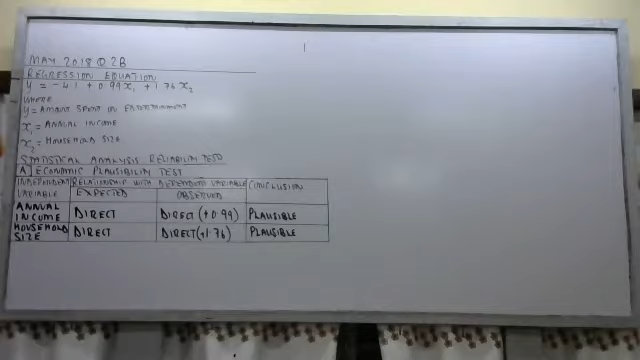 MAY 2018 Q 2B
REGRESSION EQUATION
y = -4.1 + 0.99x₁ + 1.76x₂
WHERE
y = AMOUNT SPENT IN ENTERTAINMENT
x₁ = ANNUAL INCOME
x₂ = HOUSEHOLD SIZE
STATISTICAL ANALYSIS RELIABILITY TEST
A ECONOMIC PLAUSIBILITY TEST
INDEPENDENT VARIABLE RELATIONSHIP WITH DEPENDENT VARIABLE CONCLUSION
EXPECTED OBSERVED
ANNUAL INCOME DIRECT DIRECT (+0.99) PLAUSIBLE
HOUSEHOLD SIZE DIRECT DIRECT (+1.76) PLAUSIBLE